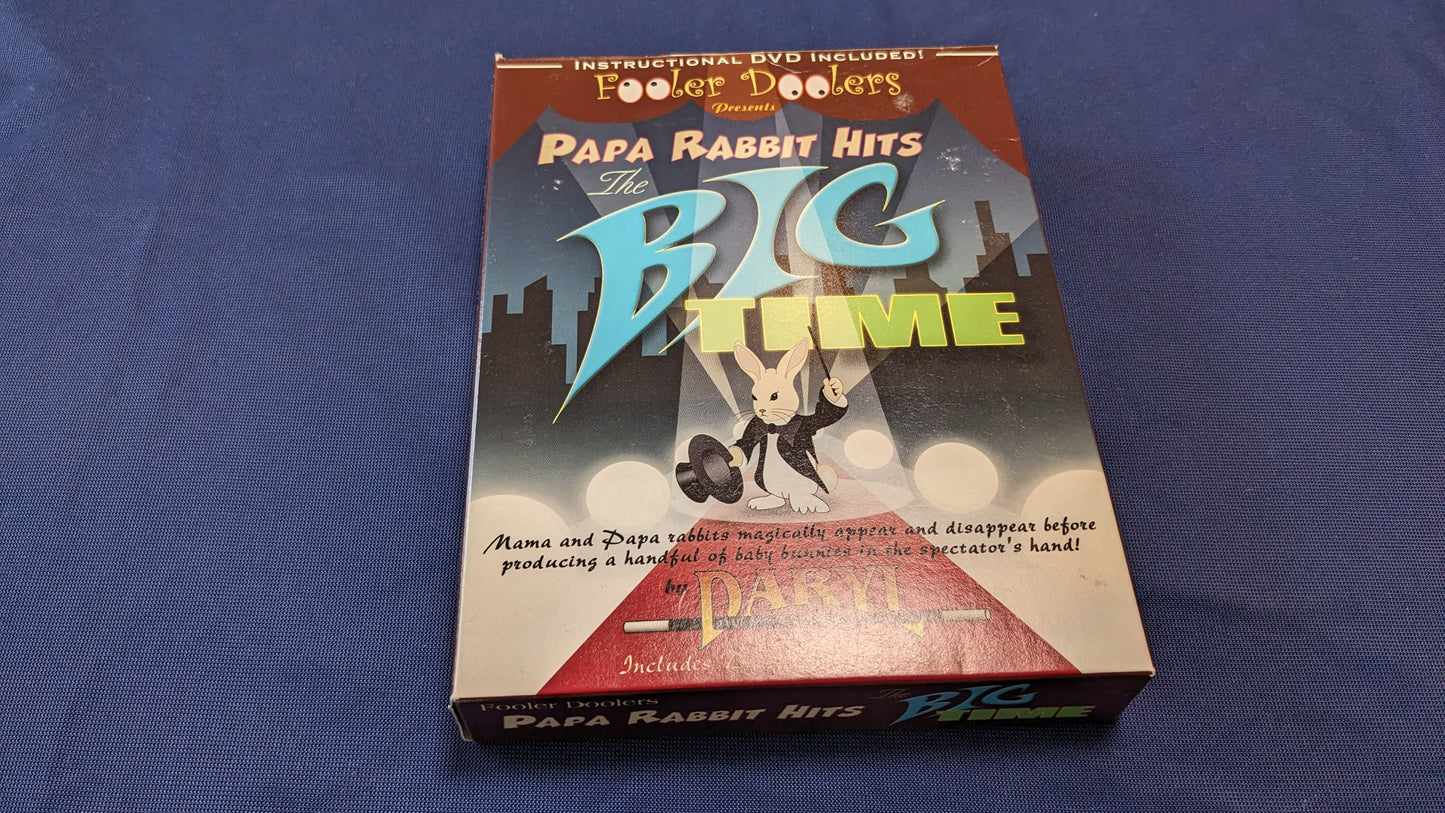 Instructional DVD Included!
Fooler Doolers
Presents
Papa Rabbit Hits
The
BIG
TIME
Mama and Papa rabbits magically appear and disappear before
producing a handful of baby bunnies in the spectator's hand!
by DARYL
Includes
Fooler Doolers
Papa Rabbit Hits The BIG
TIME